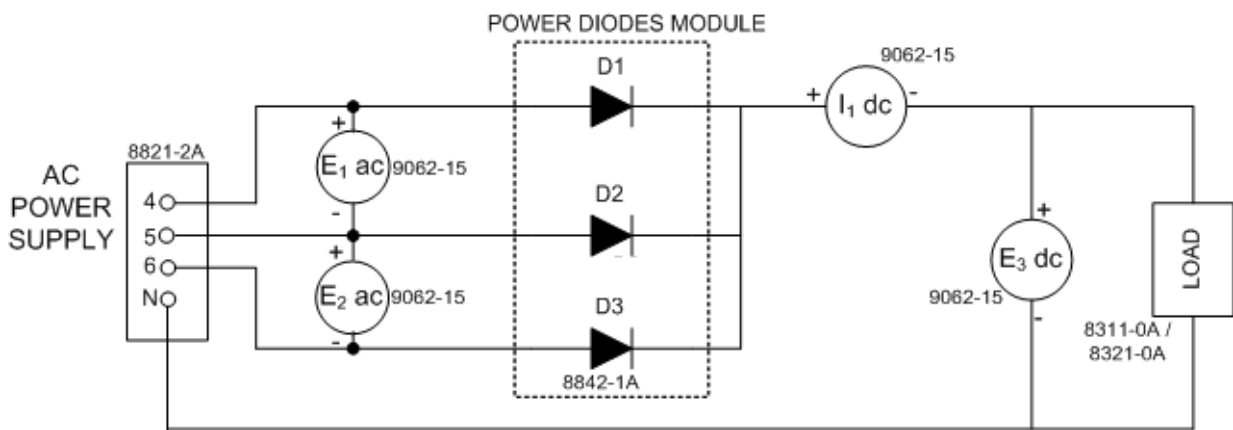 POWER DIODES MODULE
9062-15
D1
+
I₁ dc
-
8821-2A
AC
POWER
SUPPLY
4
5
6
N
+
E₁ ac
9062-15
-
D2
+
E₂ ac
9062-15
-
D3
8842-1A
+
E₃ dc
9062-15
-
LOAD
8311-0A /
8321-0A